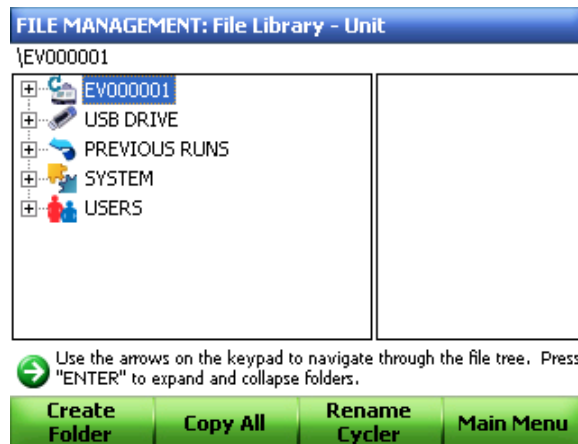 FILE MANAGEMENT: File Library - Unit
\EV000001
EV000001
USB DRIVE
PREVIOUS RUNS
SYSTEM
USERS
Use the arrows on the keypad to navigate through the file tree. Press
"ENTER" to expand and collapse folders.
Create Folder
Copy All
Rename Cycler
Main Menu